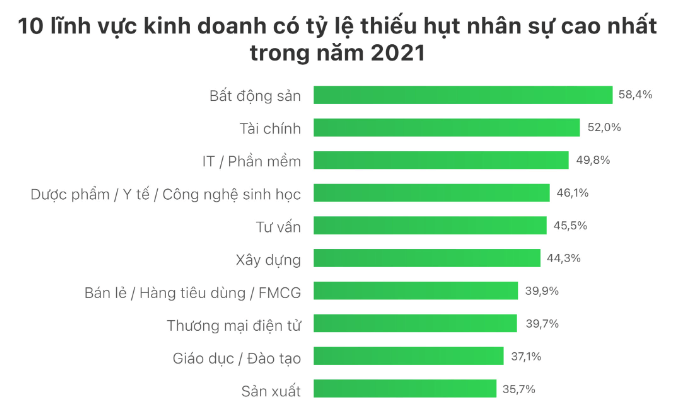 10 lĩnh vực kinh doanh có tỷ lệ thiếu hụt nhân sự cao nhất
trong năm 2021
Bất động sản 58,4%
Tài chính 52,0%
IT / Phần mềm 49,8%
Dược phẩm / Y tế / Công nghệ sinh học 46,1%
Tư vấn 45,5%
Xây dựng 44,3%
Bán lẻ / Hàng tiêu dùng / FMCG 39,9%
Thương mại điện tử 39,7%
Giáo dục / Đào tạo 37,1%
Sản xuất 35,7%